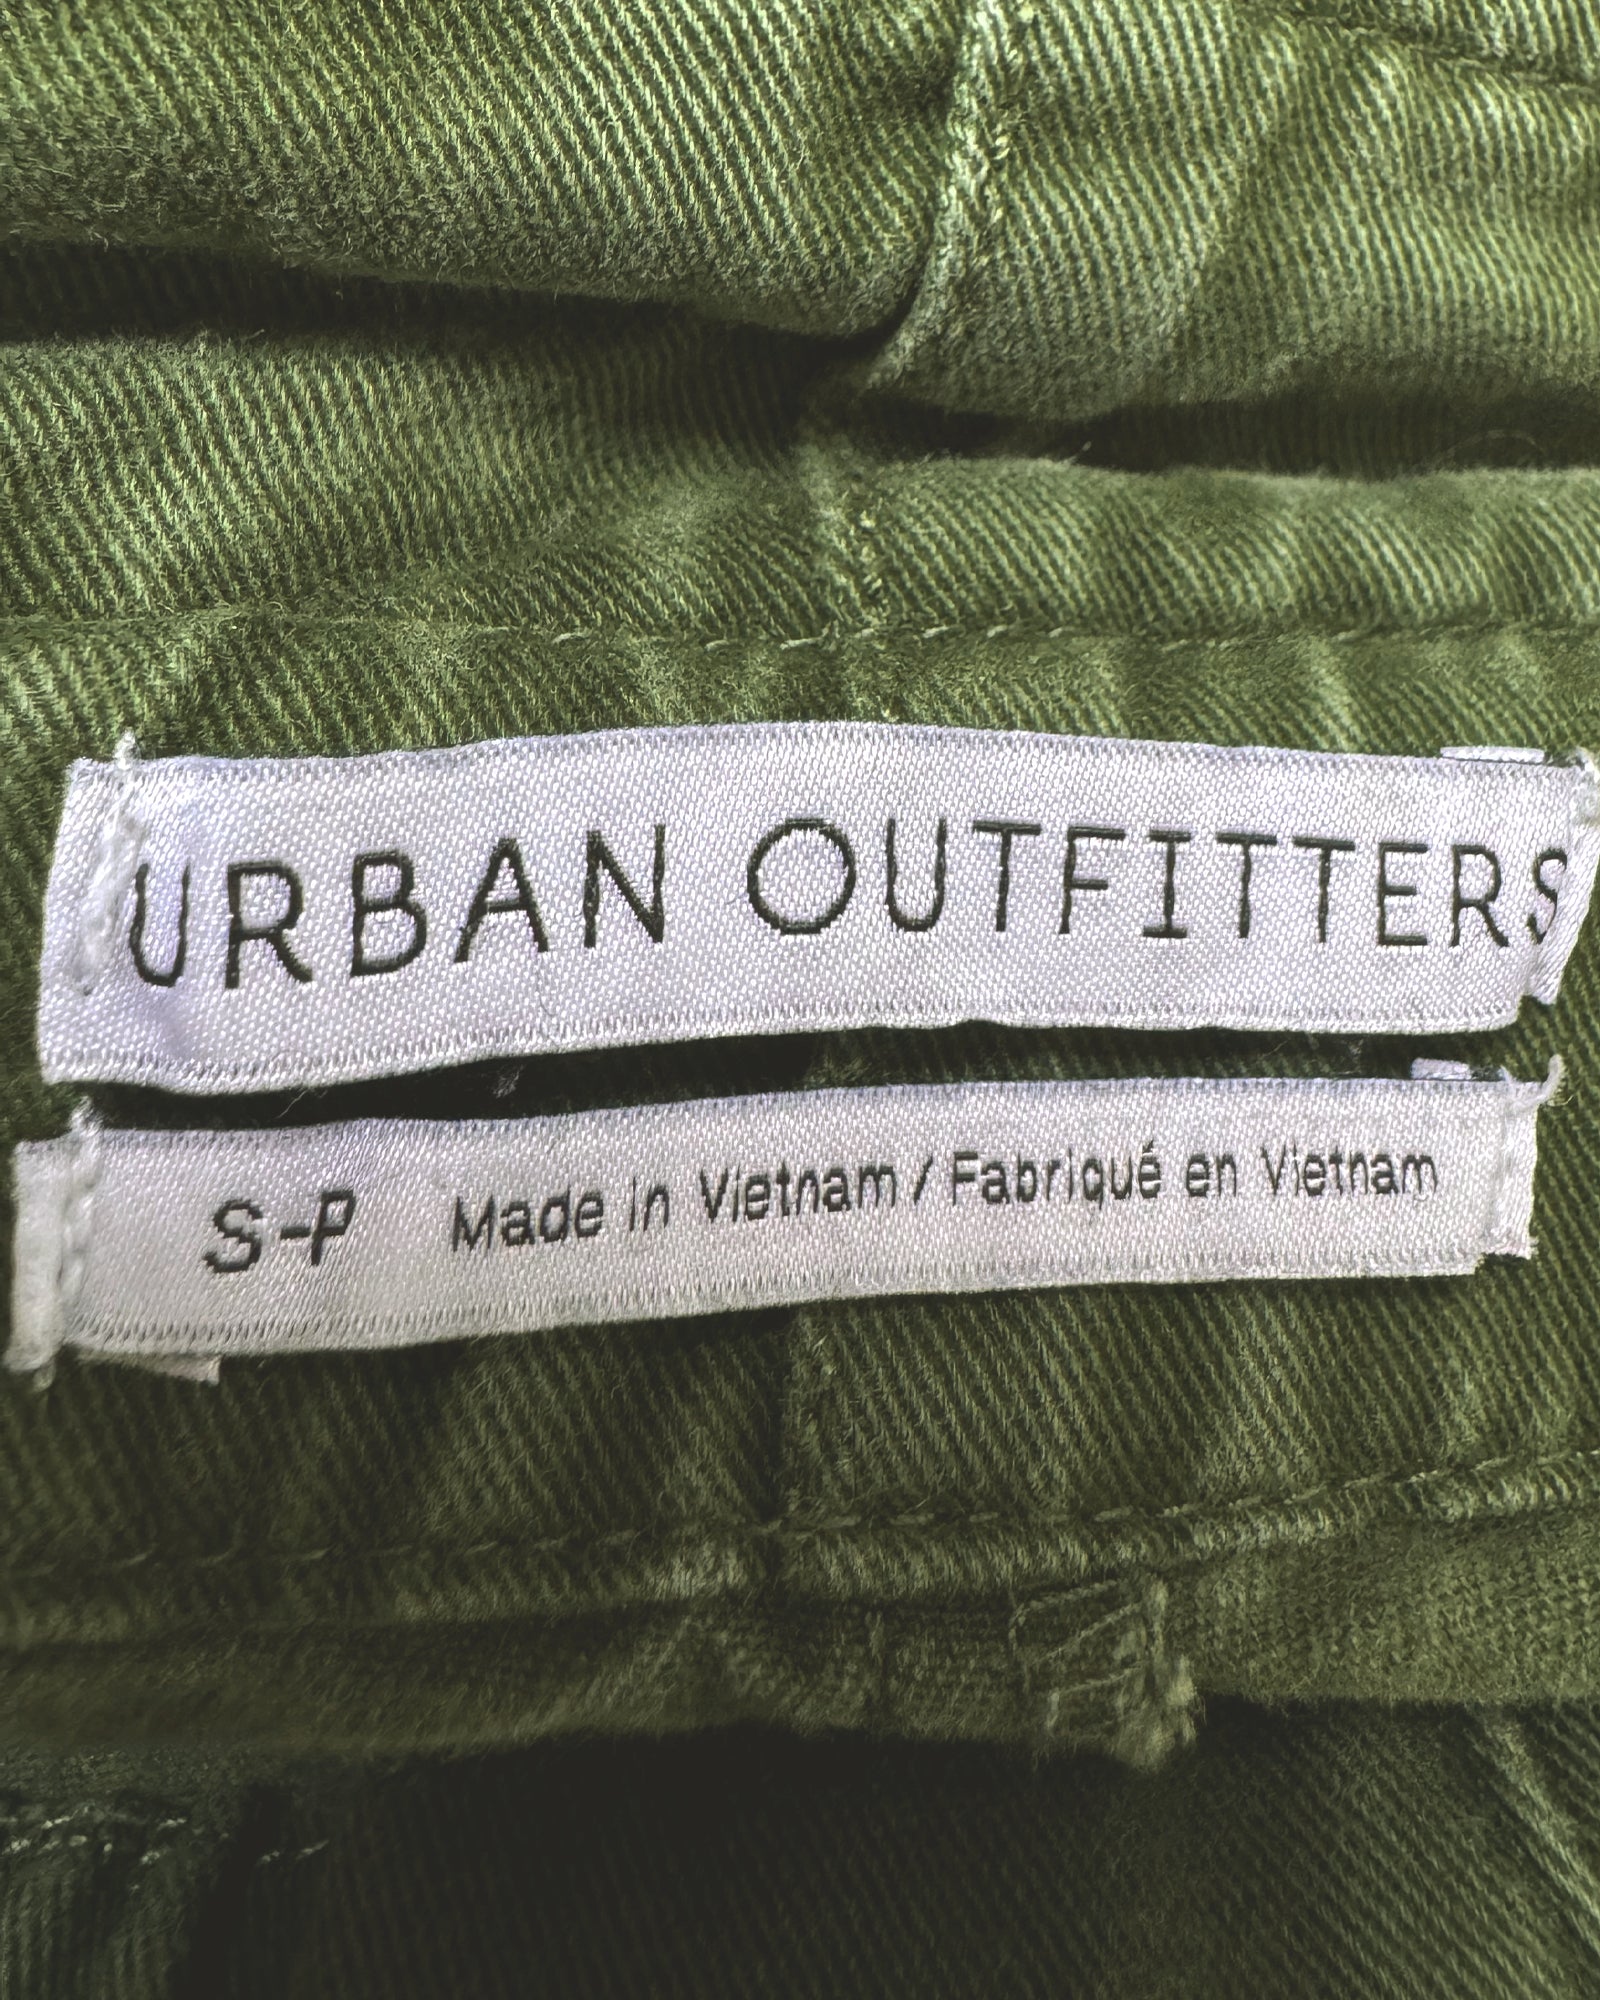 URBAN OUTFITTERS
S-P Made in Vietnam / Fabriqué en Vietnam